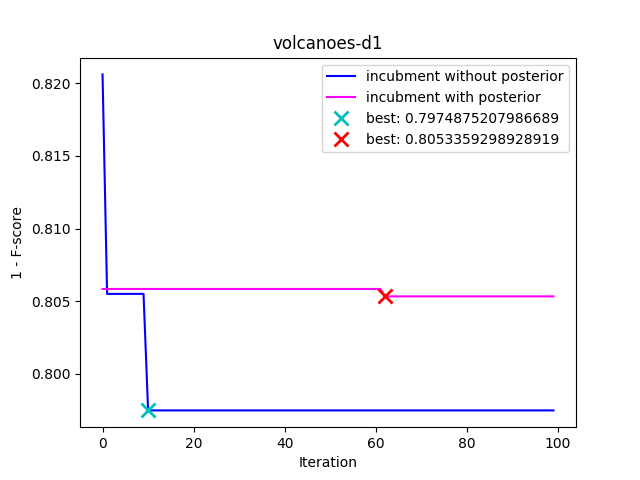 volcanoes-d1
incubment without posterior
incubment with posterior
best: 0.7974875207986689
best: 0.8053359298928919
1 - F-score
0.820
0.815
0.810
0.805
0.800
0 20 40 60 80 100
Iteration